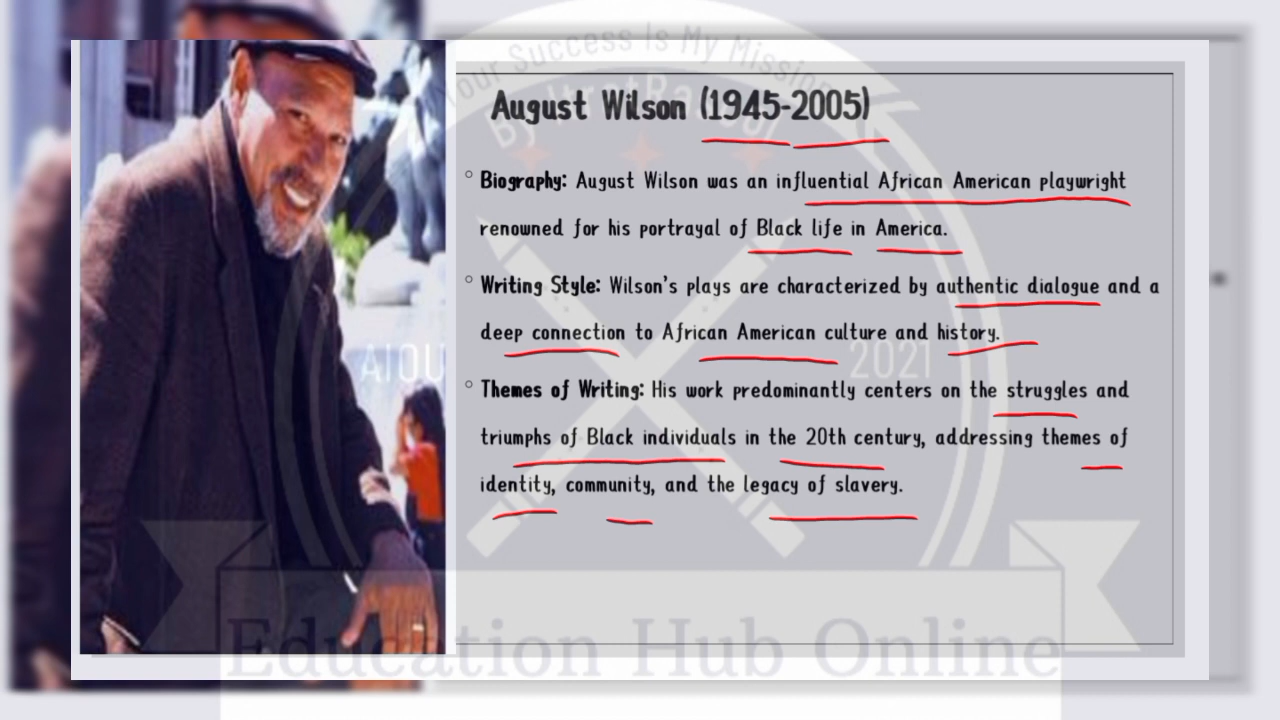 Your Success Is My Mission
August Wilson (1945-2005)
Biography: August Wilson was an influential African American playwright
renowned for his portrayal of Black life in America.
Writing Style: Wilson's plays are characterized by authentic dialogue and a
deep connection to African American culture and history.
AIOU 2021
Themes of Writing: His work predominantly centers on the struggles and
triumphs of Black individuals in the 20th century, addressing themes of
identity, community, and the legacy of slavery.
Education Hub Online